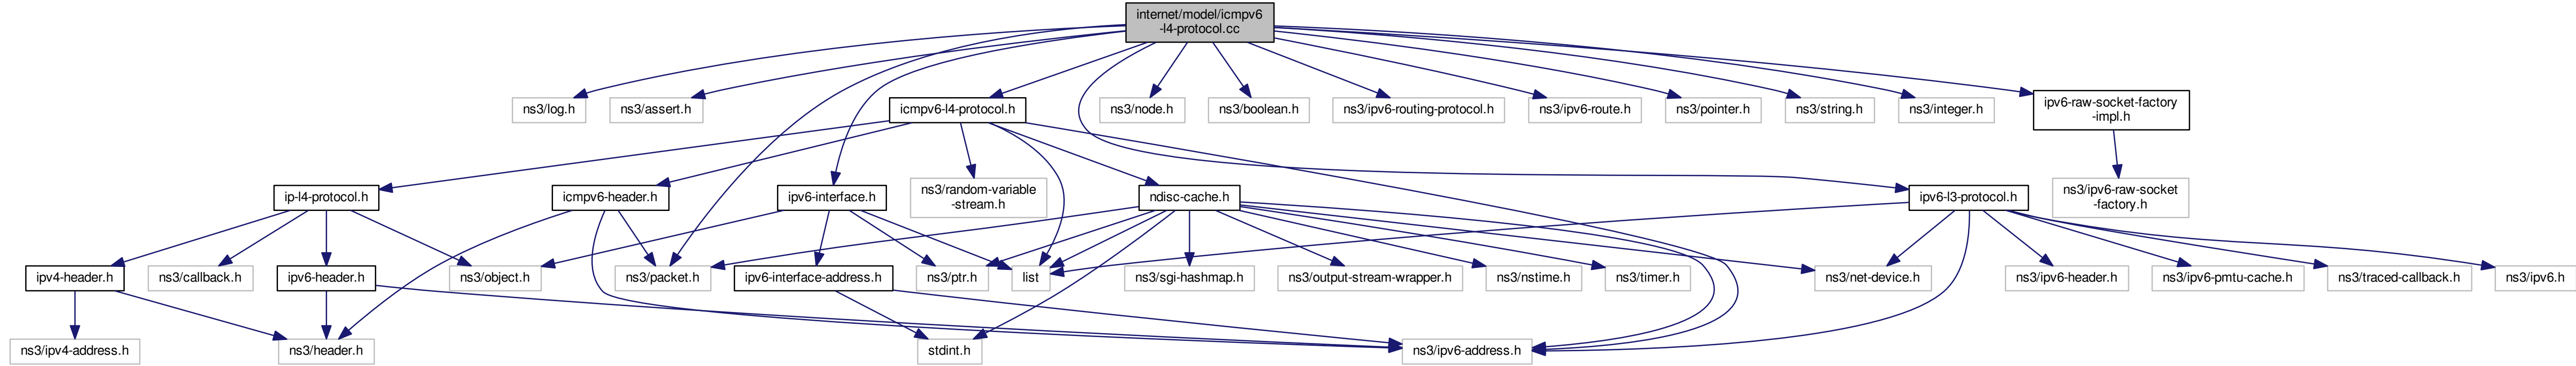 internet/model/icmpv6
-l4-protocol.cc
ns3/log.h
ns3/assert.h
icmpv6-l4-protocol.h
ns3/node.h
ns3/boolean.h
ns3/ipv6-routing-protocol.h
ns3/ipv6-route.h
ns3/pointer.h
ns3/string.h
ns3/integer.h
ipv6-raw-socket-factory
-impl.h
ip-l4-protocol.h
icmpv6-header.h
ipv6-interface.h
ns3/random-variable
-stream.h
ndisc-cache.h
ipv6-l3-protocol.h
ns3/ipv6-raw-socket
-factory.h
ipv4-header.h
ns3/callback.h
ipv6-header.h
ns3/object.h
ns3/packet.h
ipv6-interface-address.h
ns3/ptr.h
list
ns3/sgi-hashmap.h
ns3/output-stream-wrapper.h
ns3/nstime.h
ns3/timer.h
ns3/net-device.h
ns3/ipv6-header.h
ns3/ipv6-pmtu-cache.h
ns3/traced-callback.h
ns3/ipv6.h
ns3/ipv4-address.h
ns3/header.h
stdint.h
ns3/ipv6-address.h